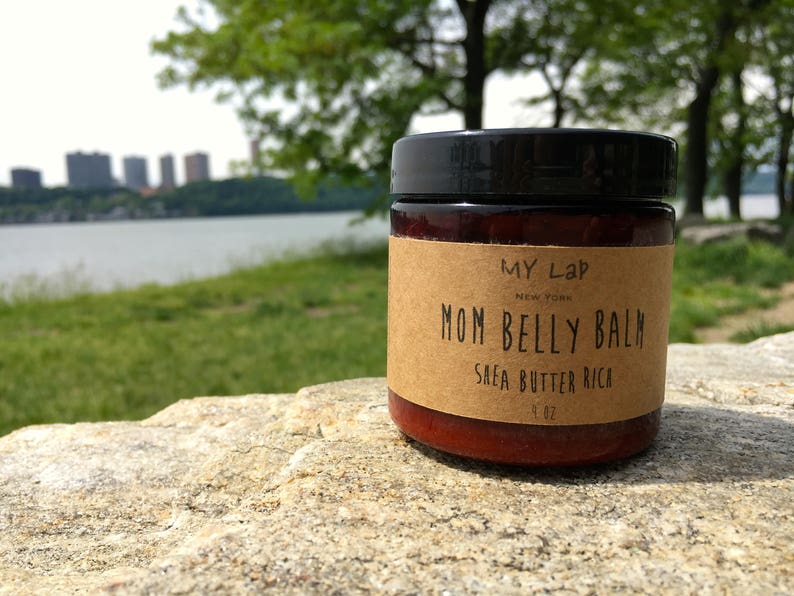 MY Lap
New York
MOM BELLY BALM
SHEA BUTTER RICH
4 OZ